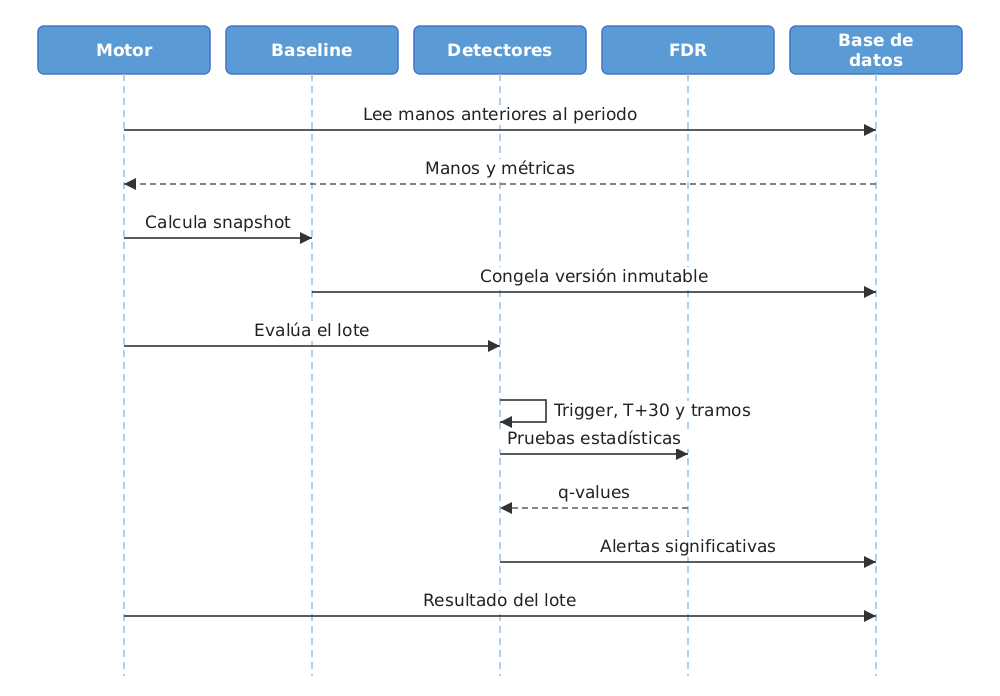 Motor
Baseline
Detectores
FDR
Base de
datos
Lee manos anteriores al periodo
Manos y métricas
Calcula snapshot
Congela versión inmutable
Evalúa el lote
Trigger, T+30 y tramos
Pruebas estadísticas
q-values
Alertas significativas
Resultado del lote